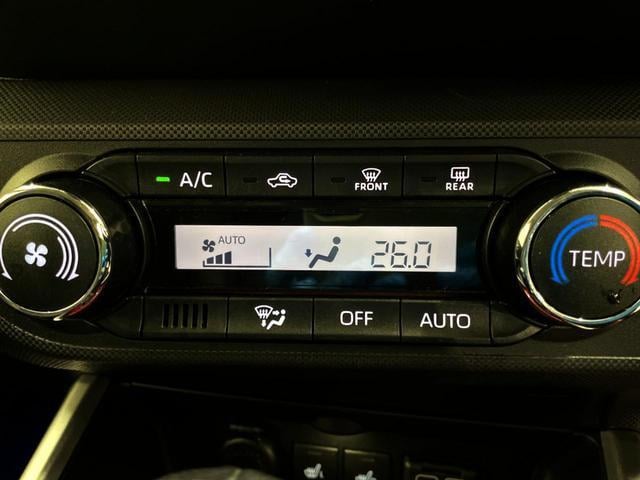 A/C
FRONT
REAR
AUTO
26.0
TEMP
OFF
AUTO